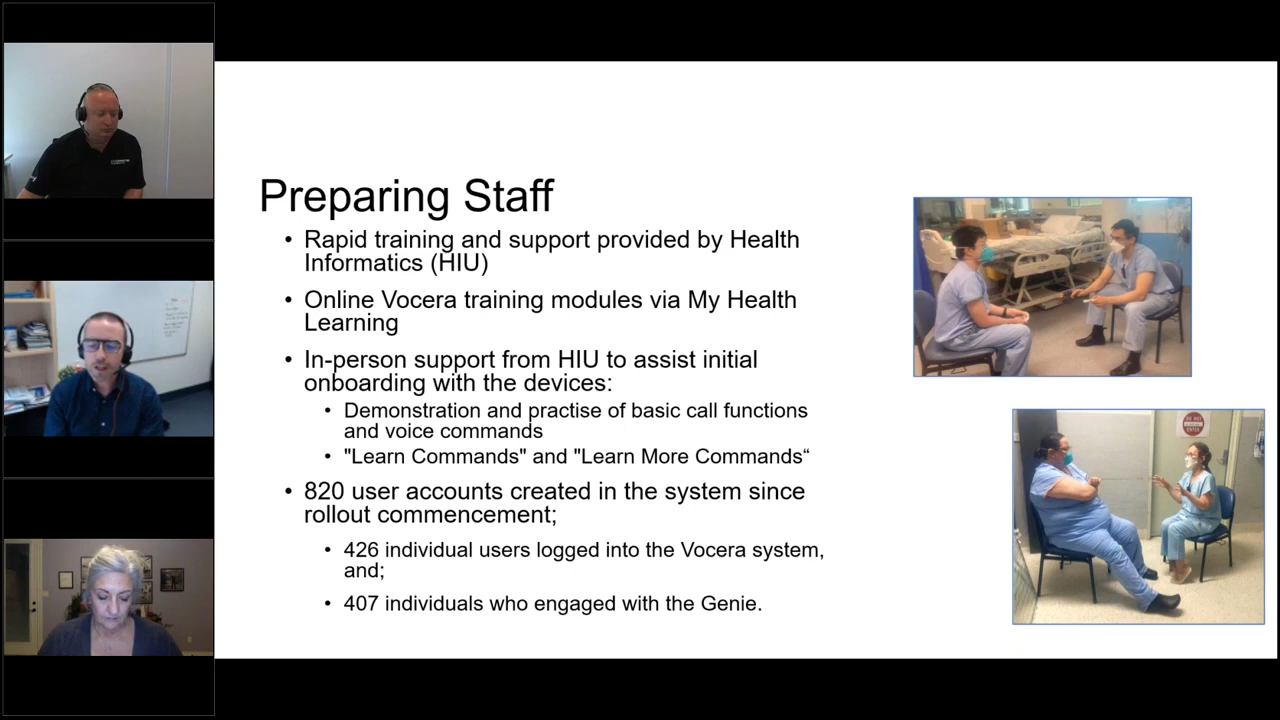 Preparing Staff
• Rapid training and support provided by Health
Informatics (HIU)
• Online Vocera training modules via My Health
Learning
• In-person support from HIU to assist initial
onboarding with the devices:
• Demonstration and practise of basic call functions
and voice commands
• "Learn Commands" and "Learn More Commands“
• 820 user accounts created in the system since
rollout commencement;
• 426 individual users logged into the Vocera system,
and;
• 407 individuals who engaged with the Genie.
DO NOT
ENTER